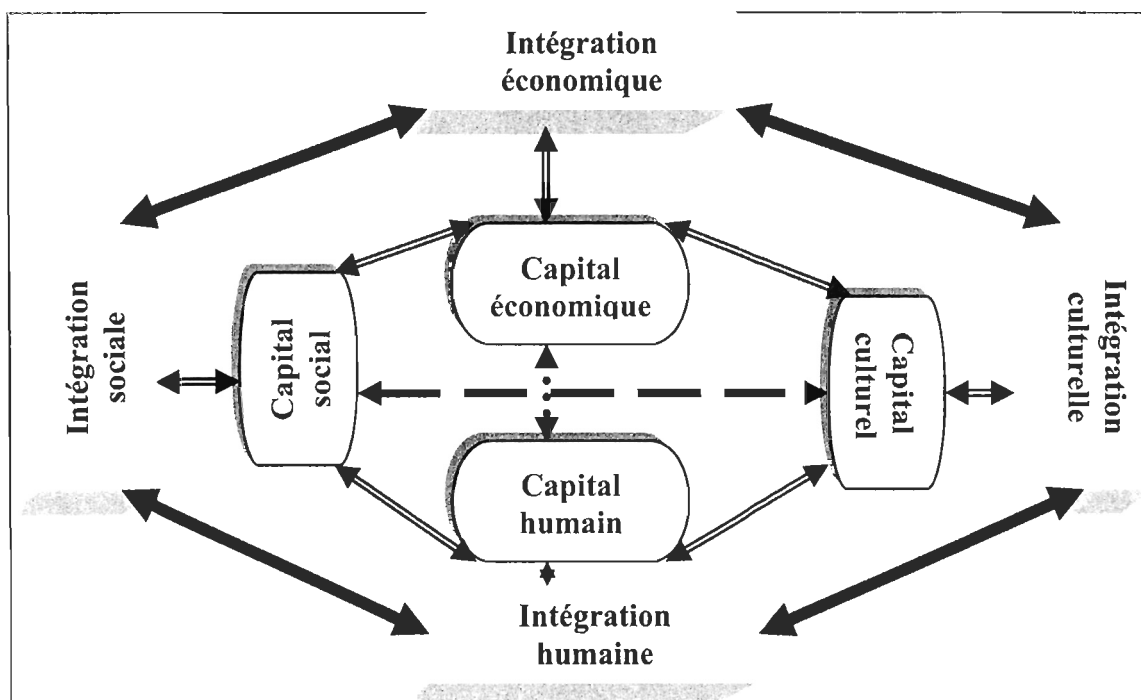 Intégration
économique
Intégration
sociale
Capital
social
Capital
économique
Capital
culturel
Intégration
culturelle
Capital
humain
Intégration
humaine